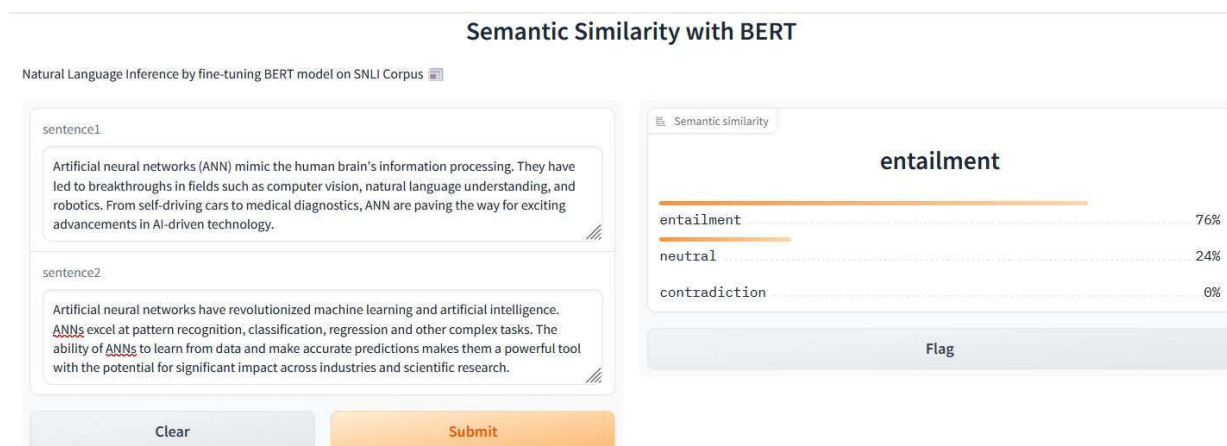 Semantic Similarity with BERT
Natural Language Inference by fine-tuning BERT model on SNLI Corpus
sentence1
Artificial neural networks (ANN) mimic the human brain's information processing. They have
led to breakthroughs in fields such as computer vision, natural language understanding, and
robotics. From self-driving cars to medical diagnostics, ANN are paving the way for exciting
advancements in AI-driven technology.
sentence2
Artificial neural networks have revolutionized machine learning and artificial intelligence.
ANNs excel at pattern recognition, classification, regression and other complex tasks. The
ability of ANNs to learn from data and make accurate predictions makes them a powerful tool
with the potential for significant impact across industries and scientific research.
Clear
Submit
Semantic similarity
entailment
entailment 76%
neutral 24%
contradiction 0%
Flag